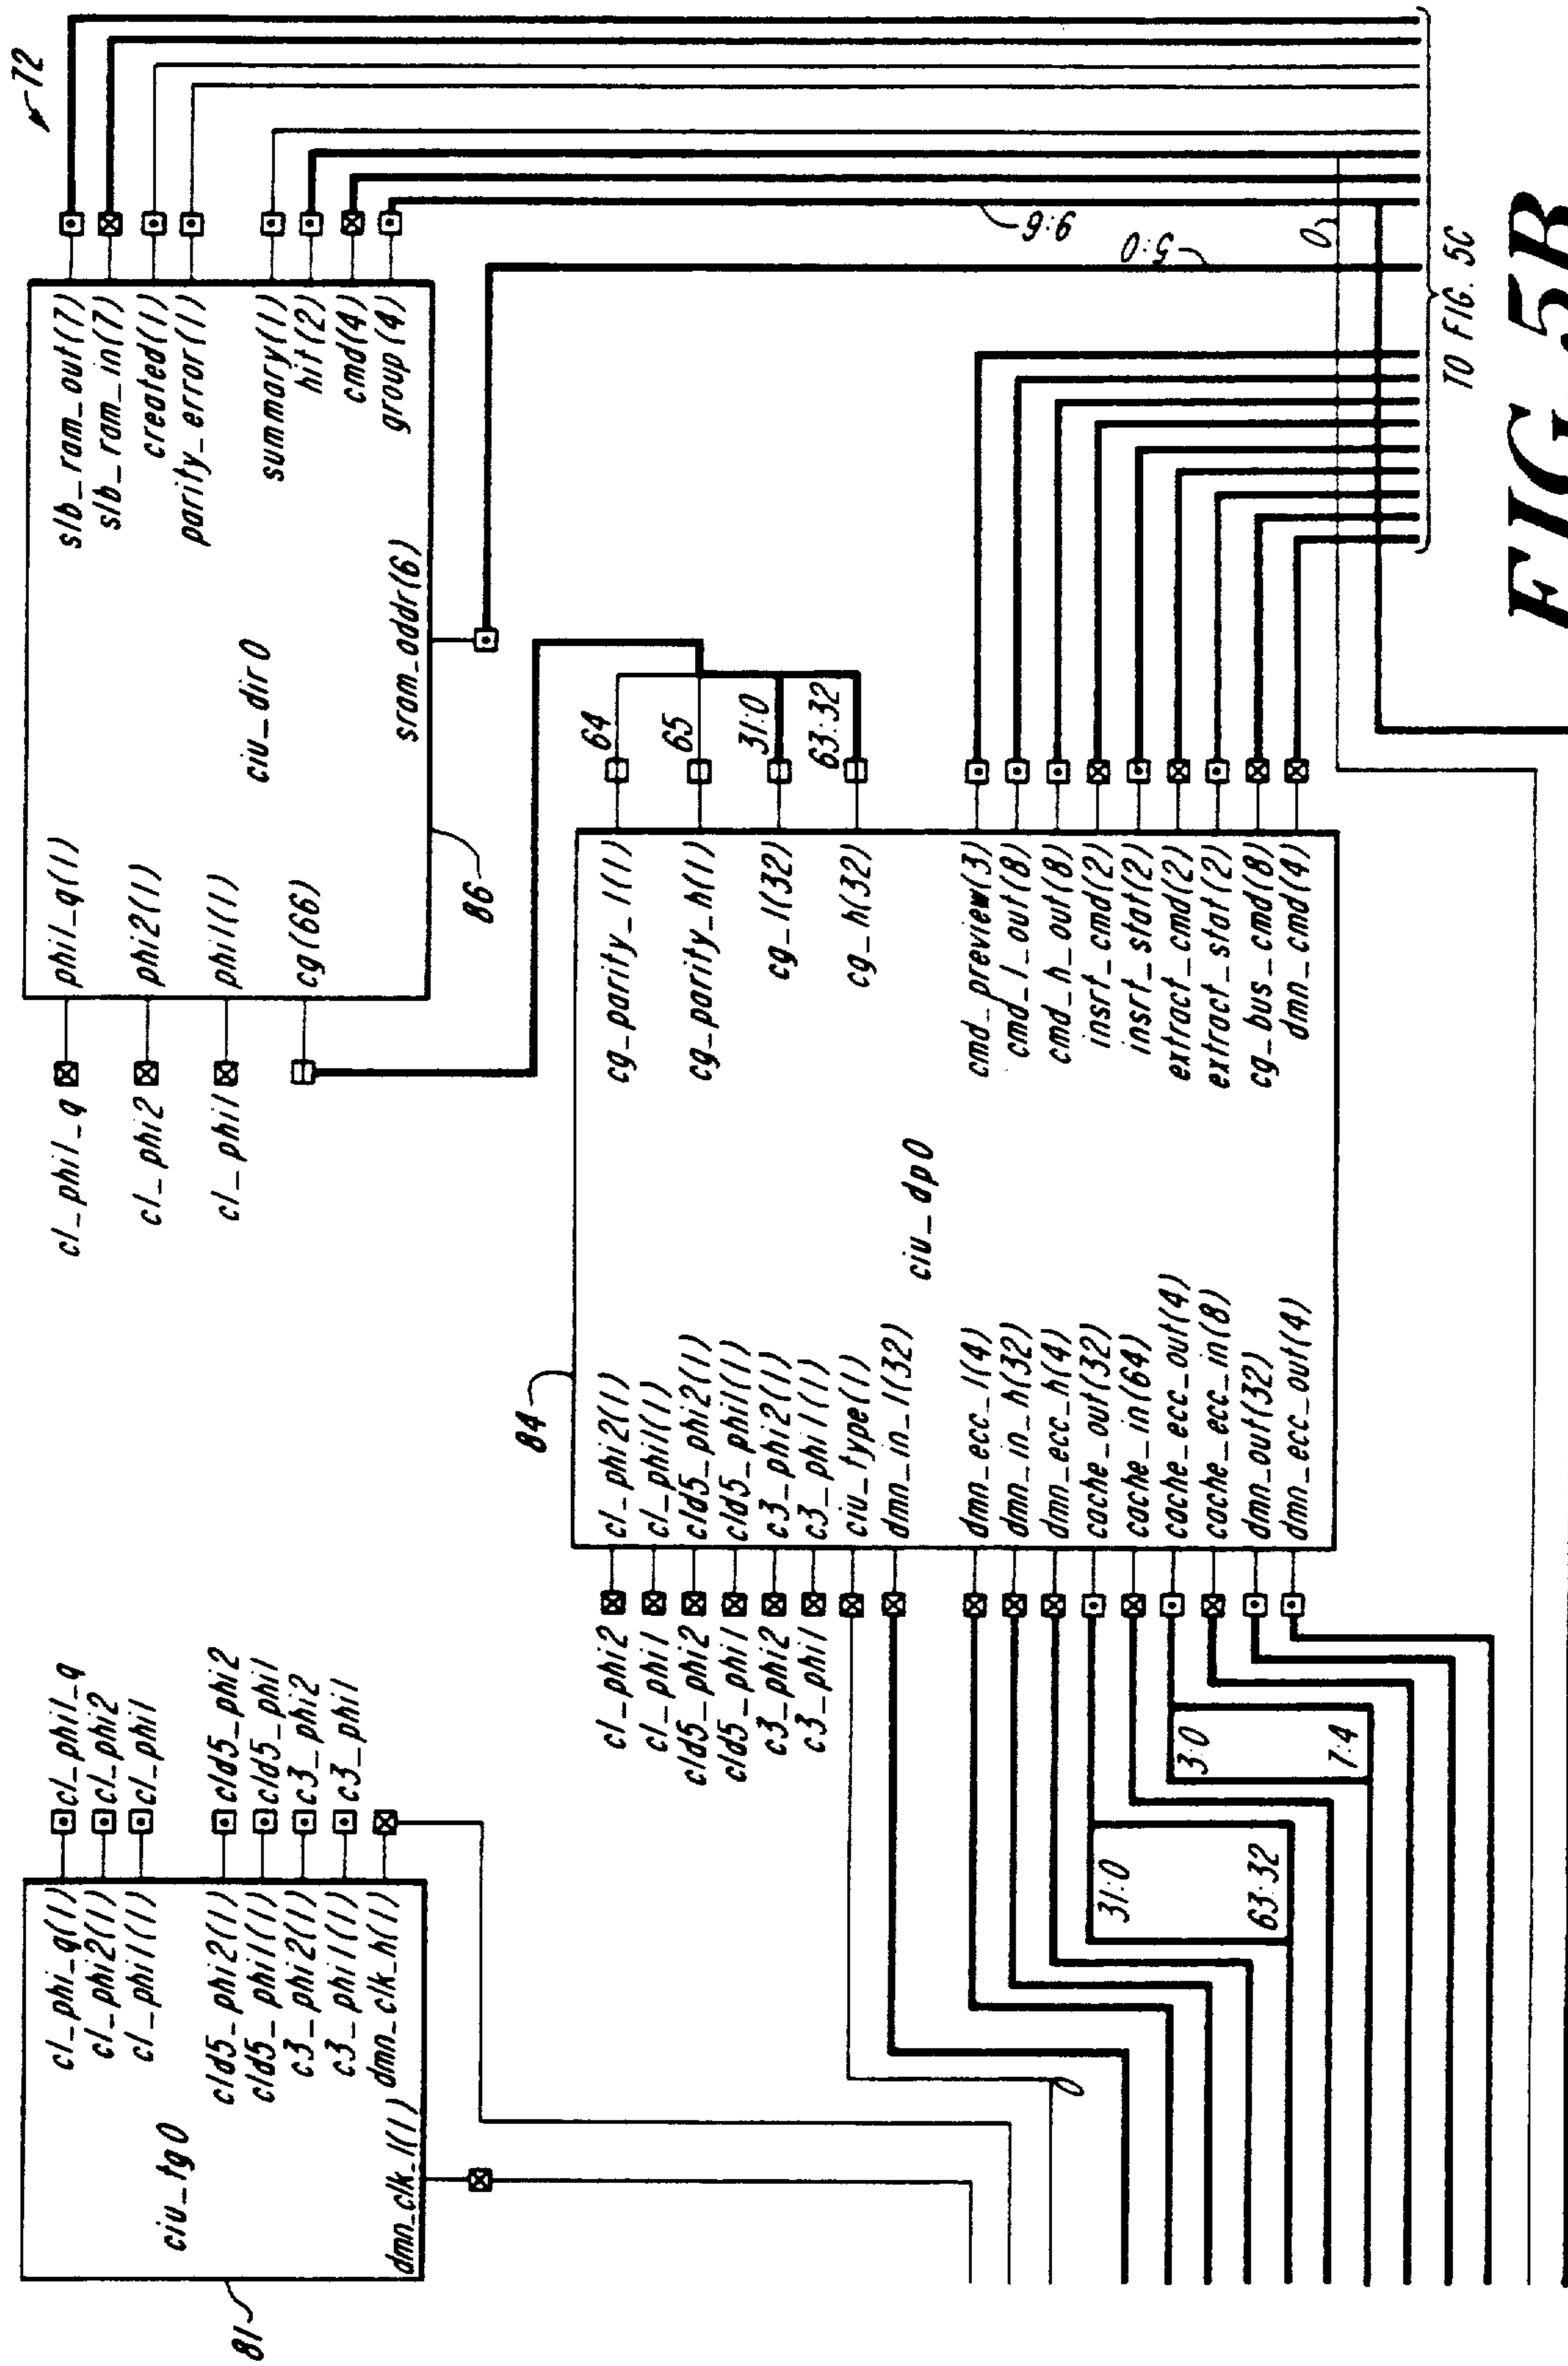 72
ciu_tg0
cl_phi_q(1)
cl_phi2(1)
cl_phi1(1)
cld5_phi2(1)
cld5_phi1(1)
c3_phi2(1)
c3_phi1(1)
dmn_clk_h(1)
dmn_clk_l(1)
81
cl_phi1_q
cl_phi2
cl_phi1
cld5_phi2
cld5_phi1
c3_phi2
c3_phi1
cl_phi1_q
cl_phi2
cl_phi1
phi1_q(1)
phi2(1)
phi1(1)
cg(66)
ciu_dir0
sram_addr(6)
slb_ram_out(7)
slb_ram_in(7)
created(1)
parity_error(1)
summary(1)
hit(2)
cmd(4)
group(4)
86
9:6
5:0
0
84
cl_phi2
cl_phi1
cld5_phi2
cld5_phi1
c3_phi2
c3_phi1
cl_phi2(1)
cl_phi1(1)
cld5_phi2(1)
cld5_phi1(1)
c3_phi2(1)
c3_phi1(1)
ciu_type(1)
dmn_in_l(32)
dmn_ecc_l(4)
dmn_in_h(32)
dmn_ecc_h(4)
cache_out(32)
cache_in(64)
cache_ecc_out(4)
cache_ecc_in(8)
dmn_out(32)
dmn_ecc_out(4)
ciu_dp0
cg_parity_l(1)
cg_parity_h(1)
cg_l(32)
cg_h(32)
cmd_preview(3)
cmd_l_out(8)
cmd_h_out(8)
insrt_cmd(2)
insrt_stat(2)
extract_cmd(2)
extract_stat(2)
cg_bus_cmd(8)
dmn_cmd(4)
64
65
31:0
63:32
0
31:0
63:32
3:0
7:4
TO FIG. 5C
FIG. 5B